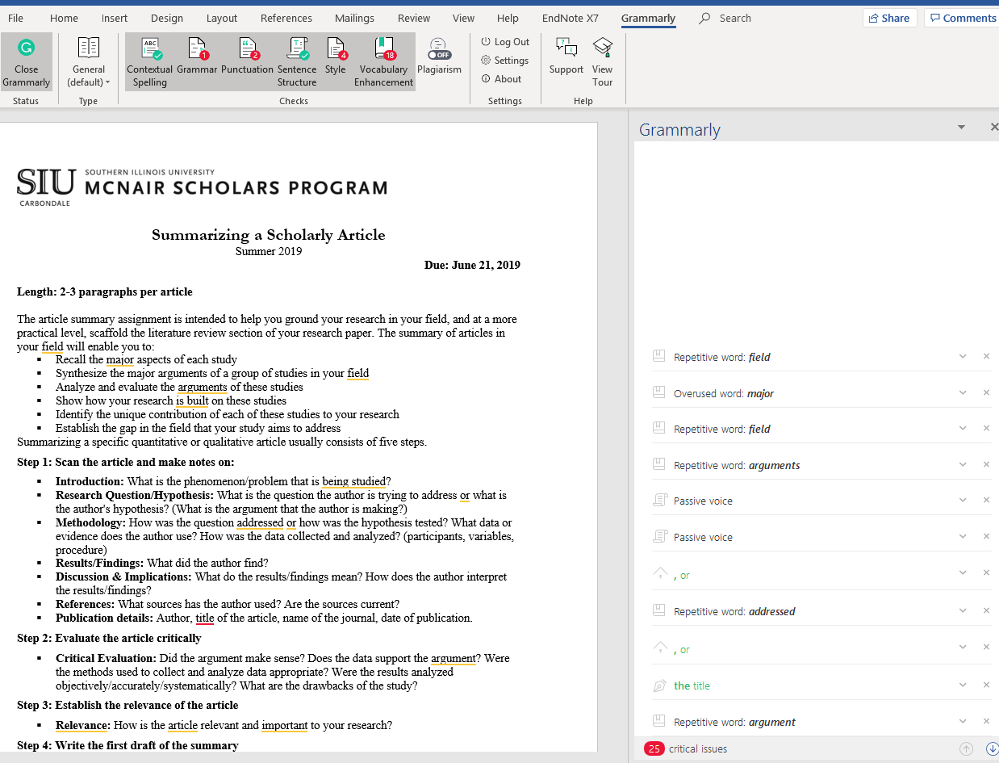 File Home Insert Design Layout References Mailings Review View Help EndNote X7 Grammarly Search Share Comments
Close Grammarly
General (default)
ABC
Contextual Spelling
1
Grammar
2
Punctuation
Sentence Structure
4
Style
18
Vocabulary Enhancement
OFF
Plagiarism
Log Out
Settings
About
Support
View Tour
Status Type Checks Settings Help
Grammarly
SIU SOUTHERN ILLINOIS UNIVERSITY
MCNAIR SCHOLARS PROGRAM
CARBONDALE
Summarizing a Scholarly Article
Summer 2019
Due: June 21, 2019
Length: 2-3 paragraphs per article
The article summary assignment is intended to help you ground your research in your field, and at a more
practical level, scaffold the literature review section of your research paper. The summary of articles in
your field will enable you to:
▪ Recall the major aspects of each study
▪ Synthesize the major arguments of a group of studies in your field
▪ Analyze and evaluate the arguments of these studies
▪ Show how your research is built on these studies
▪ Identify the unique contribution of each of these studies to your research
▪ Establish the gap in the field that your study aims to address
Summarizing a specific quantitative or qualitative article usually consists of five steps.
Step 1: Scan the article and make notes on:
▪ Introduction: What is the phenomenon/problem that is being studied?
▪ Research Question/Hypothesis: What is the question the author is trying to address or what is
the author's hypothesis? (What is the argument that the author is making?)
▪ Methodology: How was the question addressed or how was the hypothesis tested? What data or
evidence does the author use? How was the data collected and analyzed? (participants, variables,
procedure)
▪ Results/Findings: What did the author find?
▪ Discussion & Implications: What do the results/findings mean? How does the author interpret
the results/findings?
▪ References: What sources has the author used? Are the sources current?
▪ Publication details: Author, title of the article, name of the journal, date of publication.
Step 2: Evaluate the article critically
▪ Critical Evaluation: Did the argument make sense? Does the data support the argument? Were
the methods used to collect and analyze data appropriate? Were the results analyzed
objectively/accurately/systematically? What are the drawbacks of the study?
Step 3: Establish the relevance of the article
▪ Relevance: How is the article relevant and important to your research?
Step 4: Write the first draft of the summary
Repetitive word: field
Overused word: major
Repetitive word: field
Repetitive word: arguments
Passive voice
Passive voice
, or
Repetitive word: addressed
, or
the title
Repetitive word: argument
25 critical issues